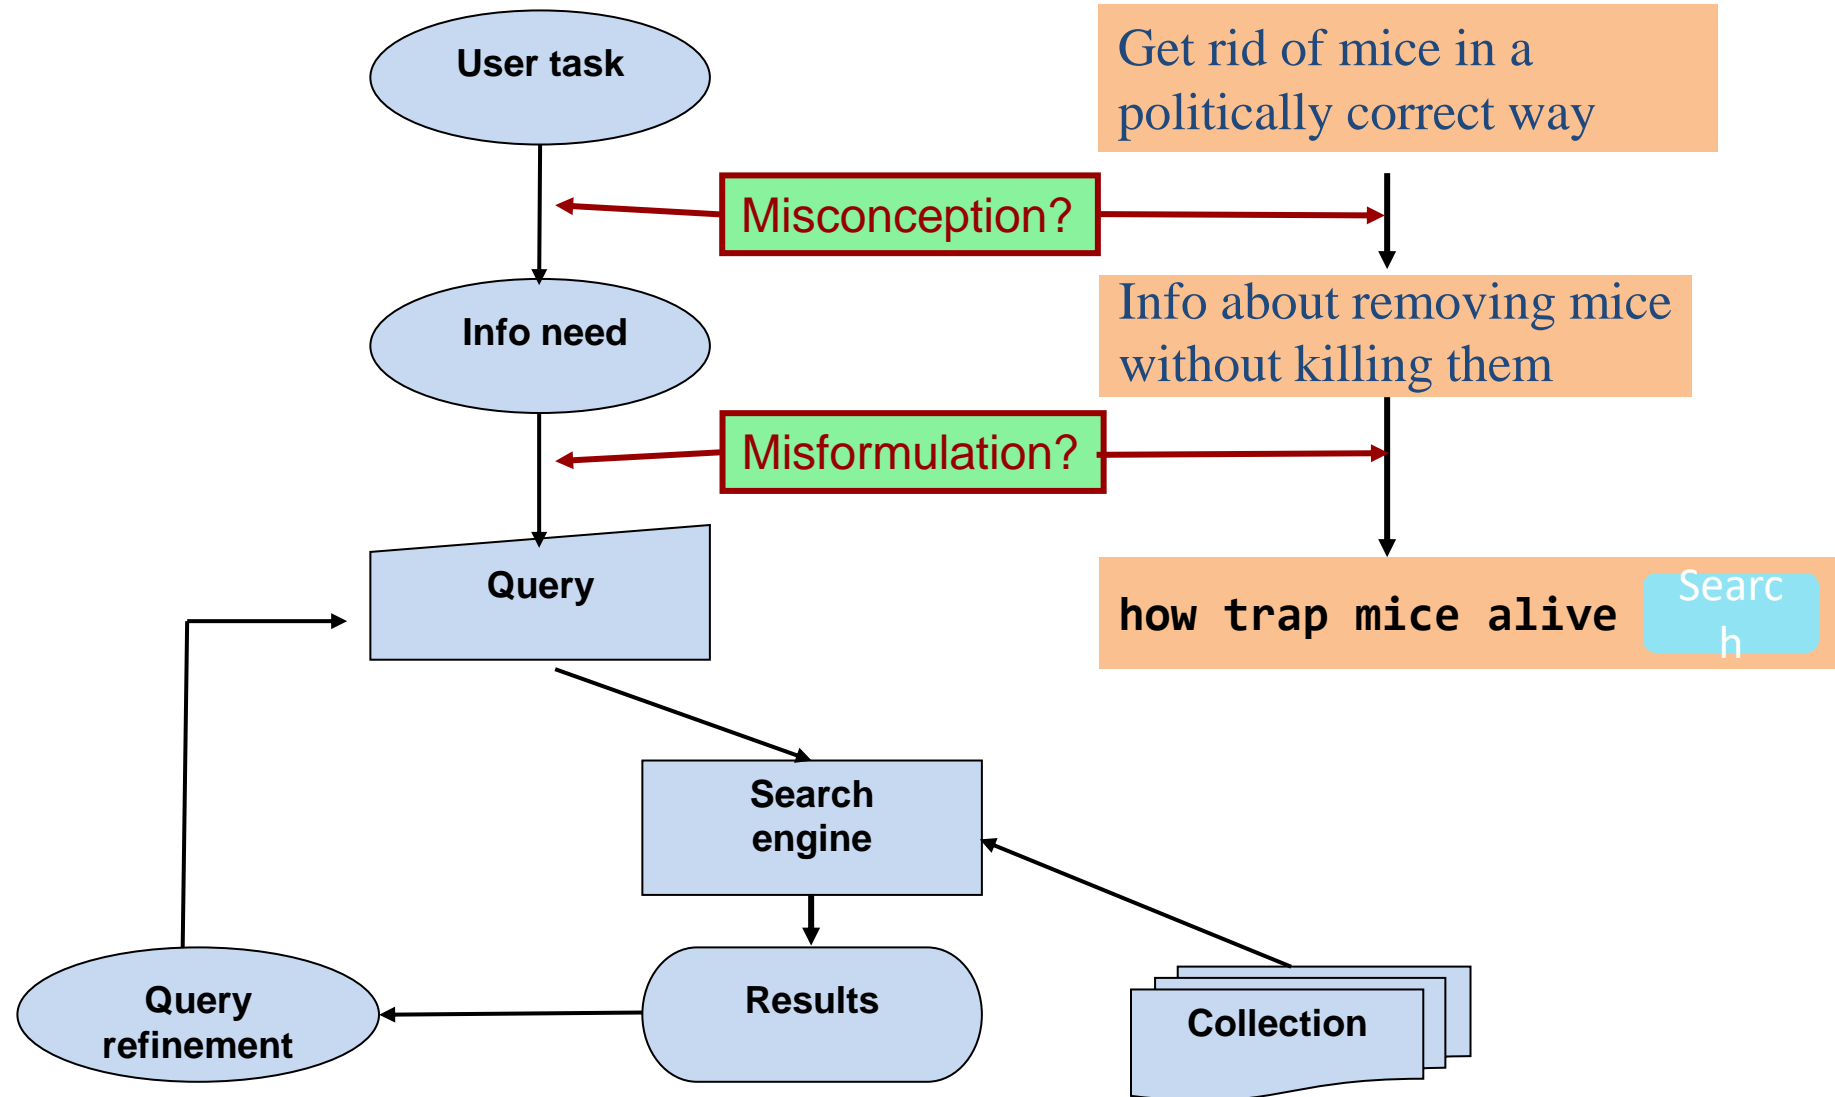 User task
Get rid of mice in a
politically correct way
Misconception?
Info need
Info about removing mice
without killing them
Misformulation?
Query
how trap mice alive
Searc
h
Search
engine
Results
Query
refinement
Collection